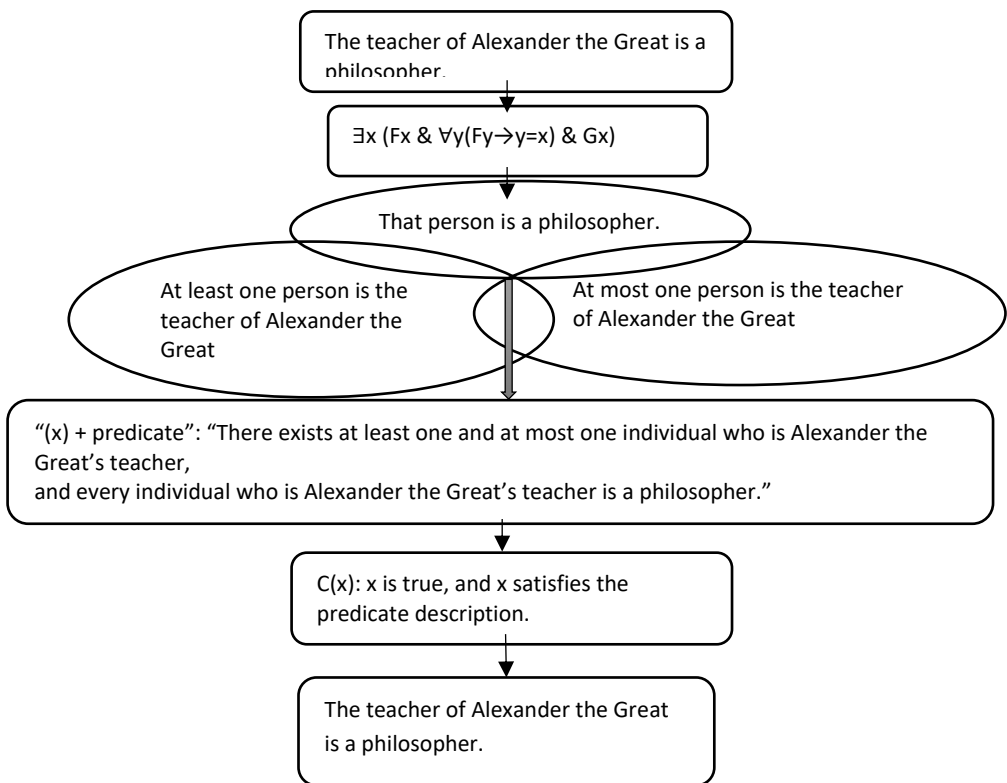 The teacher of Alexander the Great is a
philosopher.
∃x (Fx & ∀y(Fy→y=x) & Gx)
That person is a philosopher.
At least one person is the
teacher of Alexander the
Great
At most one person is the teacher
of Alexander the Great
“(x) + predicate”: “There exists at least one and at most one individual who is Alexander the
Great’s teacher,
and every individual who is Alexander the Great’s teacher is a philosopher.”
C(x): x is true, and x satisfies the
predicate description.
The teacher of Alexander the Great
is a philosopher.